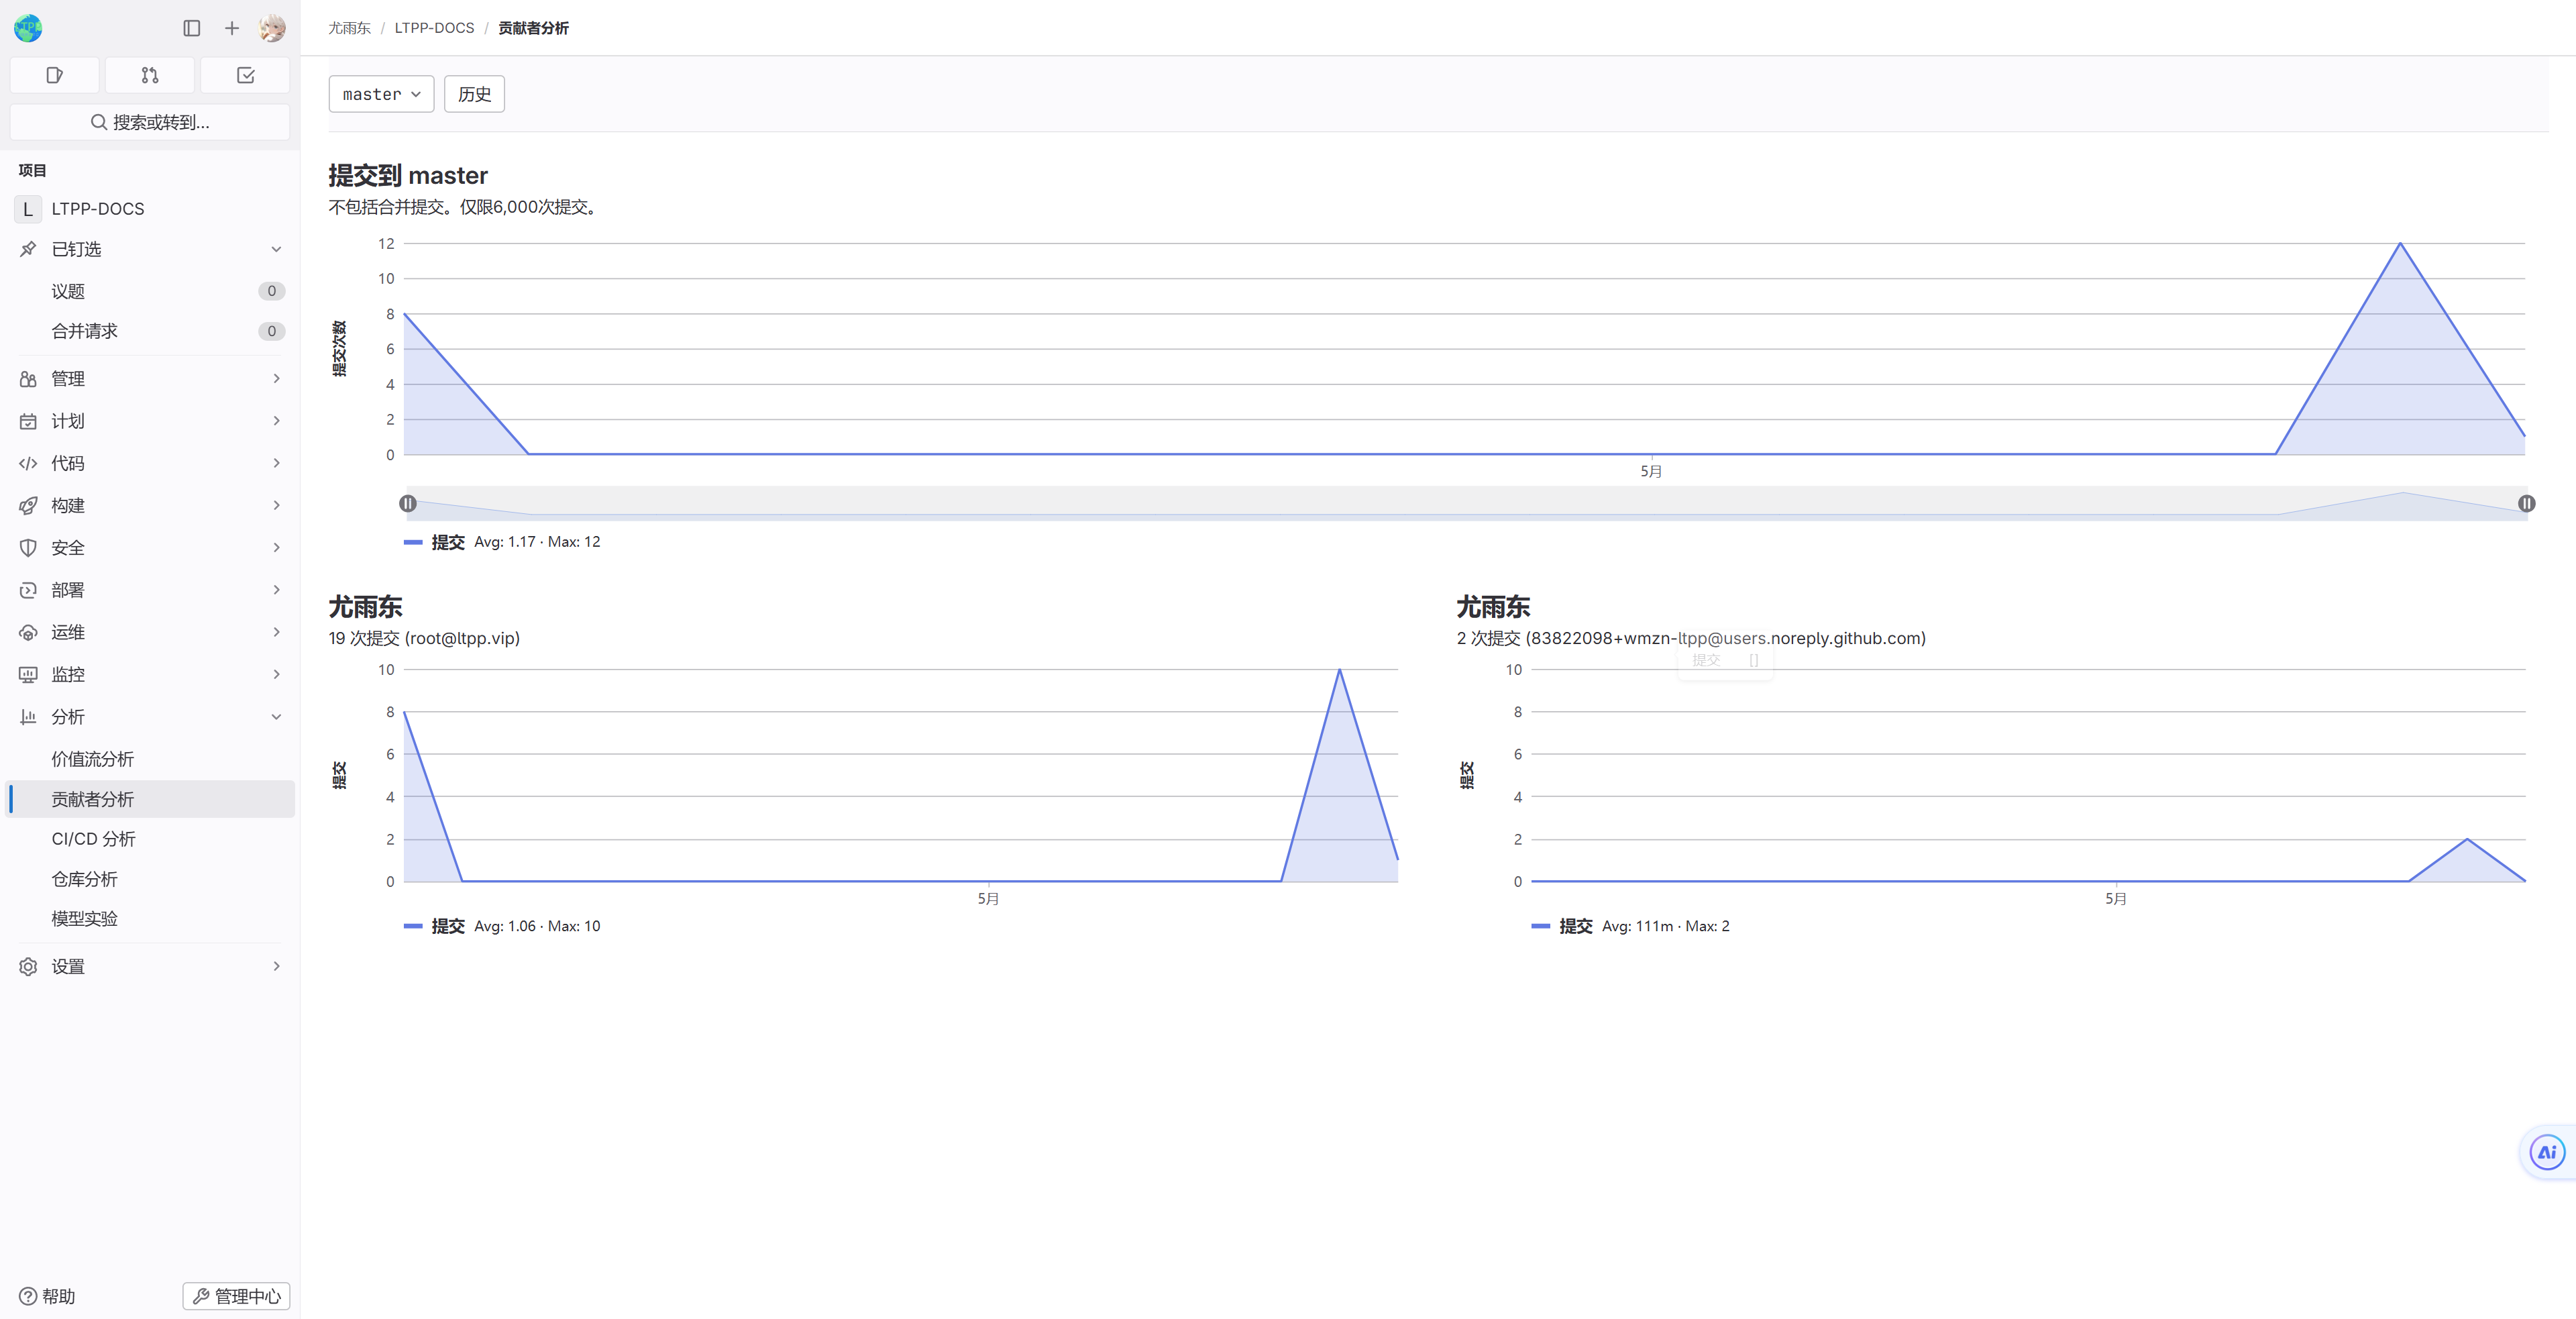 LTPP
搜索或转到...
项目
L LTPP-DOCS
已钉选
议题 0
合并请求 0
管理
计划
代码
构建
安全
部署
运维
监控
分析
价值流分析
贡献者分析
CI/CD 分析
仓库分析
模型实验
设置
帮助
管理中心
尤雨东 / LTPP-DOCS / 贡献者分析
master
历史
提交到 master
不包括合并提交。仅限6,000次提交。
提交次数
12
10
8
6
4
2
0
5月
提交 Avg: 1.17 · Max: 12
尤雨东
19 次提交 (root@ltpp.vip)
提交
10
8
6
4
2
0
5月
提交 Avg: 1.06 · Max: 10
尤雨东
2 次提交 (83822098+wmzn-ltpp@users.noreply.github.com)
提交 []
提交
10
8
6
4
2
0
5月
提交 Avg: 111m · Max: 2
Ai